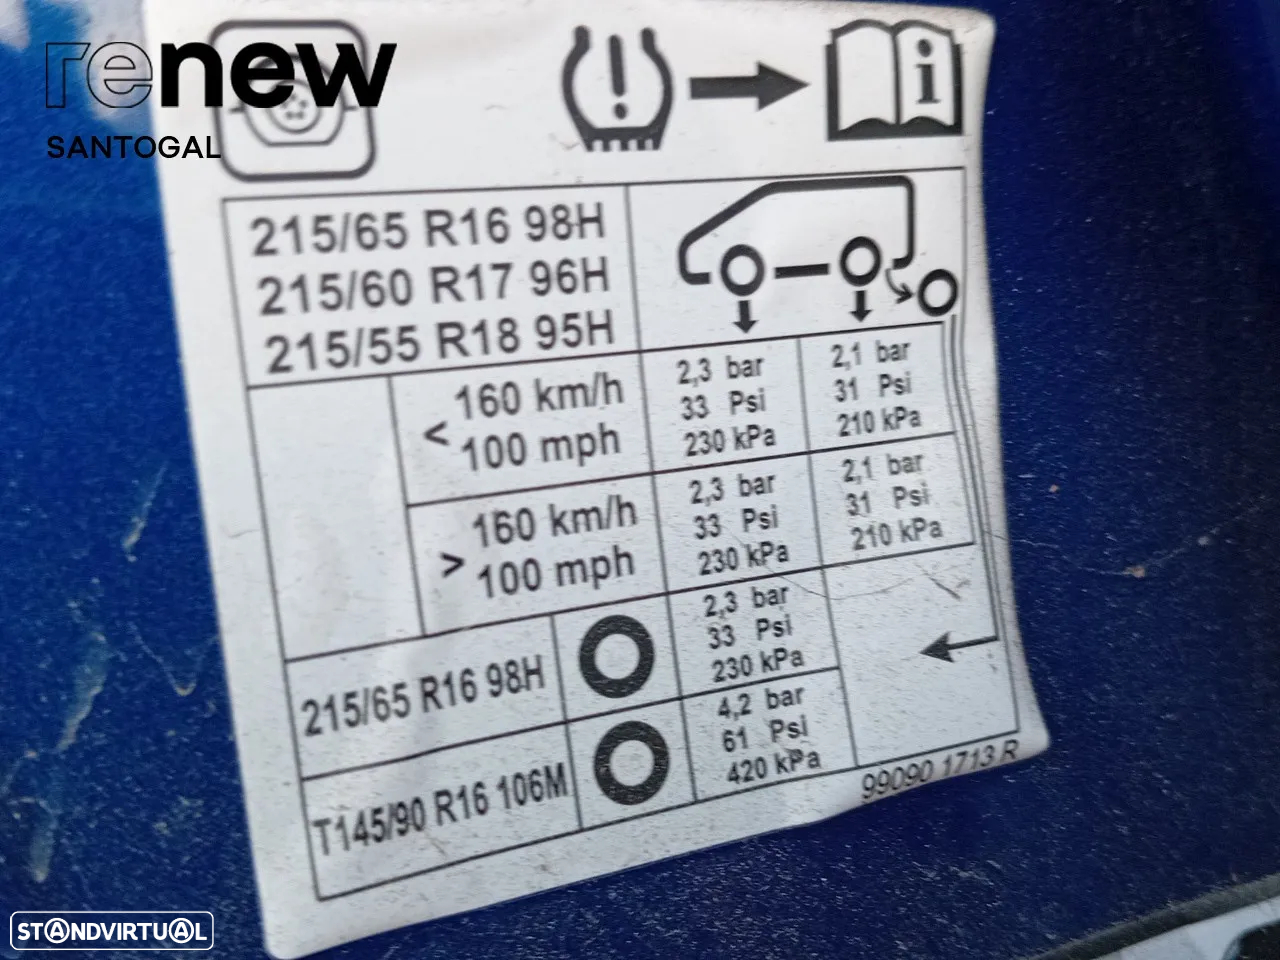 renew
SANTOGAL
215/65 R16 98H
215/60 R17 96H
215/55 R18 95H
< 160 km/h
100 mph
2,3 bar
33 Psi
230 kPa
2,1 bar
31 Psi
210 kPa
> 160 km/h
100 mph
2,3 bar
33 Psi
230 kPa
2,1 bar
31 Psi
210 kPa
215/65 R16 98H
2,3 bar
33 Psi
230 kPa
T145/90 R16 106M
4,2 bar
61 Psi
420 kPa
99090 1713 R
STANDVIRTUAL